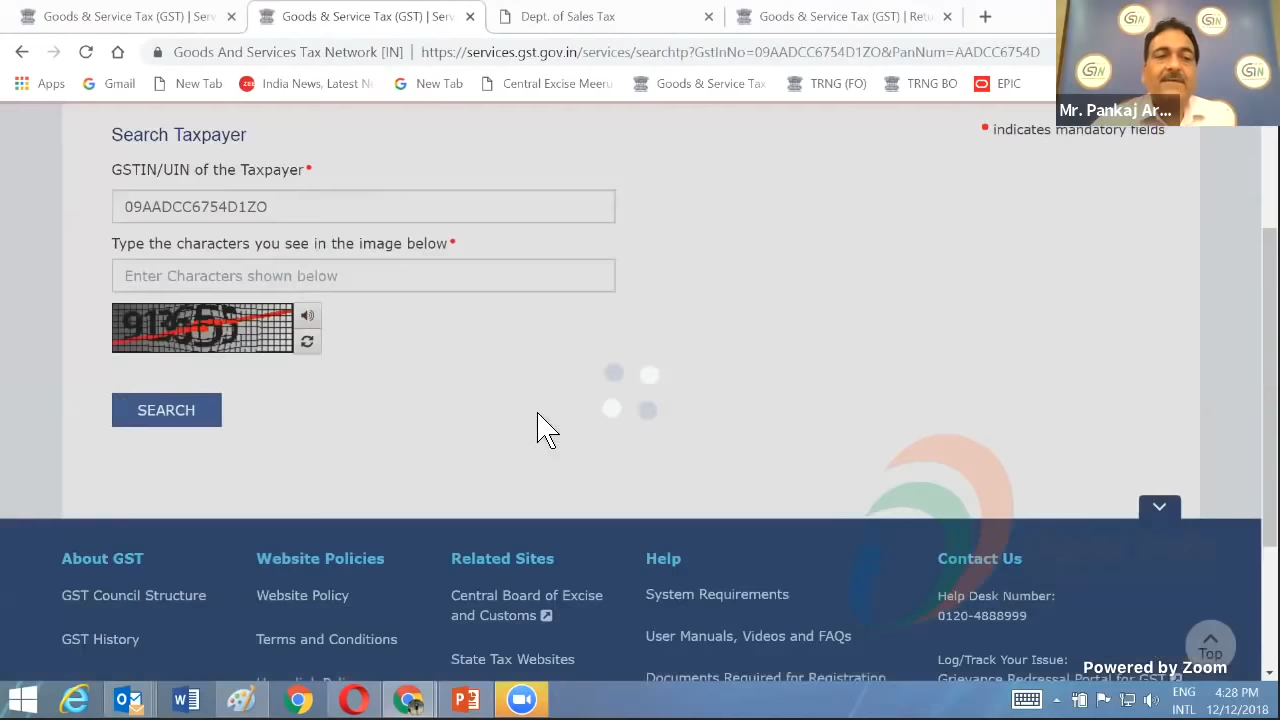 Goods & Service Tax (GST) | Serv
Goods & Service Tax (GST) | Serv
Dept. of Sales Tax
Goods & Service Tax (GST) | Retu
Goods And Services Tax Network [IN]
https://services.gst.gov.in/services/searchtp?GstInNo=09AADCC6754D1ZO&PanNum=AADCC6754D
Apps
Gmail
New Tab
India News, Latest N
New Tab
Central Excise Meeru
Goods & Service Tax
TRNG (FO)
TRNG BO
EPIC
Mr. Pankaj Ar...
Search Taxpayer
• indicates mandatory fields
GSTIN/UIN of the Taxpayer•
09AADCC6754D1ZO
Type the characters you see in the image below•
Enter Characters shown below
SEARCH
About GST
GST Council Structure
GST History
Website Policies
Website Policy
Terms and Conditions
Related Sites
Central Board of Excise
and Customs
State Tax Websites
Help
System Requirements
User Manuals, Videos and FAQs
Documents Required for Registration
Contact Us
Help Desk Number:
0120-4888999
Log/Track Your Issue:
Grievance Redressal Portal for GST
Top
Powered by Zoom
ENG
INTL
4:28 PM
12/12/2018